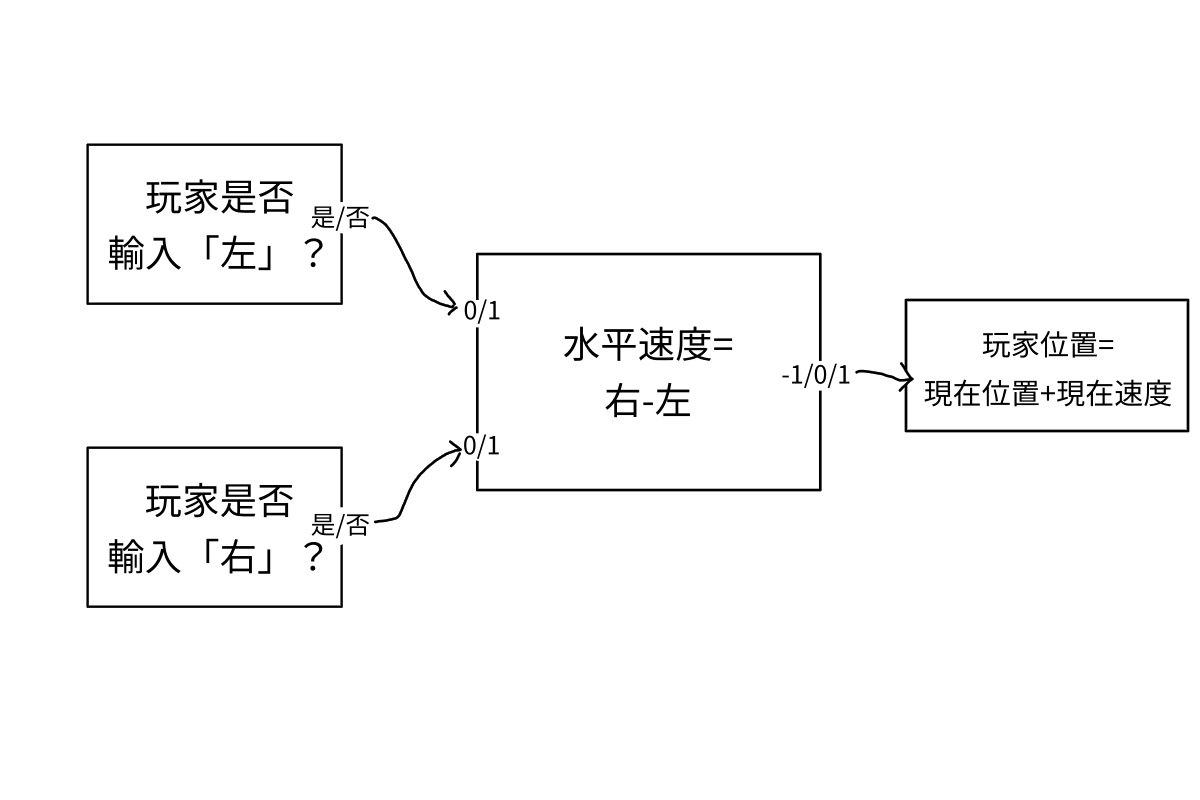 玩家是否
輸入「左」?
是/否
0/1
水平速度=
右-左
0/1
-1/0/1
玩家位置=
現在位置+現在速度
玩家是否
輸入「右」?
是/否